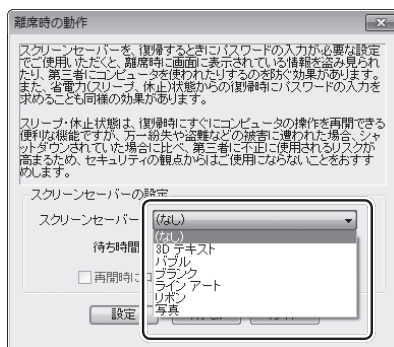 離席時の動作
スクリーンセーバーを、復帰するときにパスワードの入力が必要な設定
でご使用いただくと、離席時に画面に表示されている情報を盗み見られ
たり、第三者にコンピュータを使われたりするのを防ぐ効果があります。
また、省電力(スリープ、休止)状態からの復帰時にパスワードの入力を
求めることも同様の効果があります。
スリープ・休止状態は、復帰時にすぐにコンピュータの操作を再開できる
便利な機能ですが、万一紛失や盗難などの被害に遭われた場合、シャ
ットダウンされていた場合に比べ、第三者に不正に使用されるリスクが
高まるため、セキュリティの観点からはご使用にならないことをおすす
めします。
スクリーンセーバーの設定
スクリーンセーバー (なし)
待ち時間
(なし)
3D テキスト
バブル
ブランク
ライン アート
リボン
写真
再開時に
設定